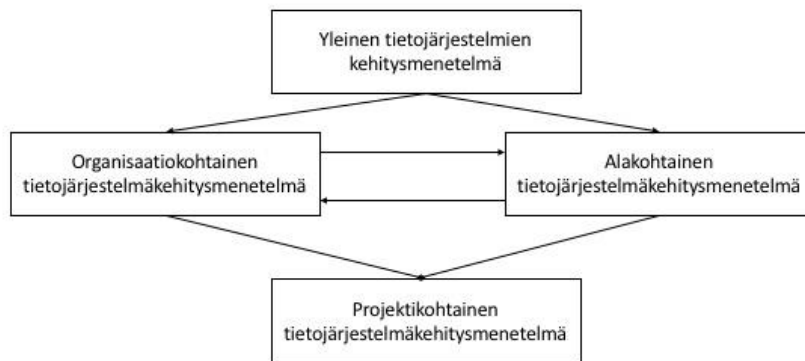 Yleinen tietojärjestelmien
kehitysmenetelmä
Organisaatiokohtainen
tietojärjestelmäkehitysmenetelmä
Alakohtainen
tietojärjestelmäkehitysmenetelmä
Projektikohtainen
tietojärjestelmäkehitysmenetelmä